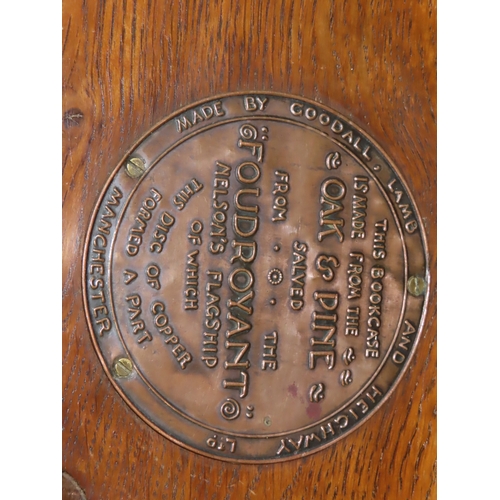 MADE BY GOODALL, LAMB AND HEIGHWAY LTD MANCHESTER
THIS BOOKCASE
IS MADE FROM THE
OAK & PINE
SALVED
FROM THE
"FOUDROYANT"
NELSON'S FLAGSHIP
OF WHICH
THIS DISC OF COPPER
FORMED A PART